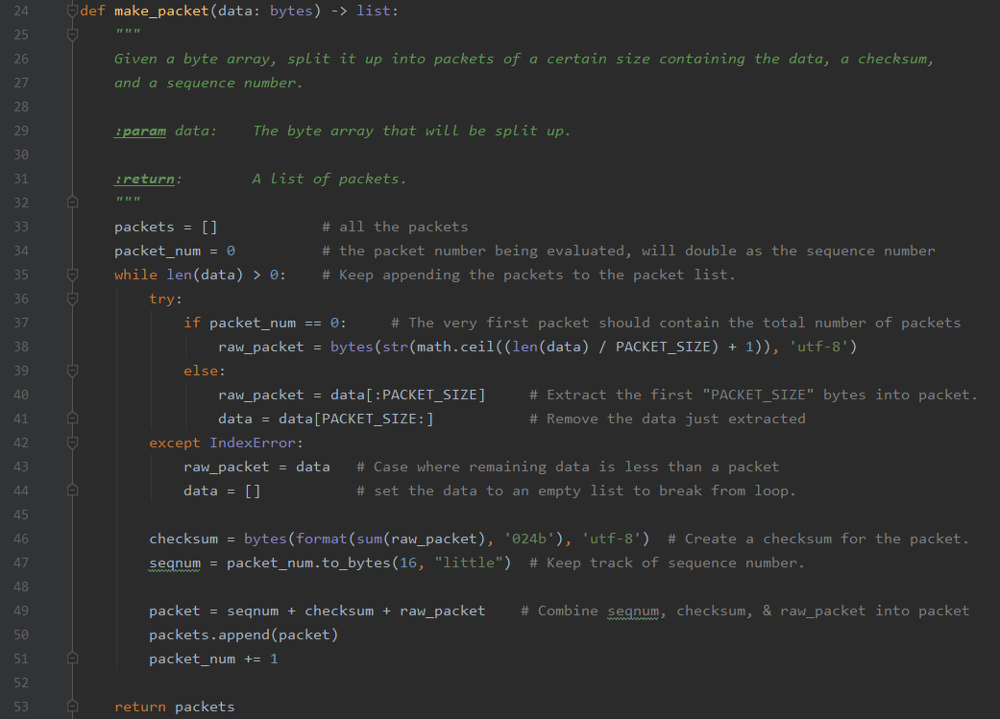 24 def make_packet(data: bytes) -> list:
25     """
26     Given a byte array, split it up into packets of a certain size containing the data, a checksum,
27     and a sequence number.
28
29     :param data:    The byte array that will be split up.
30
31     :return:        A list of packets.
32     """
33     packets = []            # all the packets
34     packet_num = 0          # the packet number being evaluated, will double as the sequence number
35     while len(data) > 0:    # Keep appending the packets to the packet list.
36         try:
37             if packet_num == 0:     # The very first packet should contain the total number of packets
38                 raw_packet = bytes(str(math.ceil((len(data) / PACKET_SIZE) + 1)), 'utf-8')
39             else:
40                 raw_packet = data[:PACKET_SIZE]     # Extract the first "PACKET_SIZE" bytes into packet.
41                 data = data[PACKET_SIZE:]           # Remove the data just extracted
42         except IndexError:
43             raw_packet = data   # Case where remaining data is less than a packet
44             data = []           # set the data to an empty list to break from loop.
45
46         checksum = bytes(format(sum(raw_packet), '024b'), 'utf-8')  # Create a checksum for the packet.
47         seqnum = packet_num.to_bytes(16, "little")  # Keep track of sequence number.
48
49         packet = seqnum + checksum + raw_packet    # Combine seqnum, checksum, & raw_packet into packet
50         packets.append(packet)
51         packet_num += 1
52
53     return packets